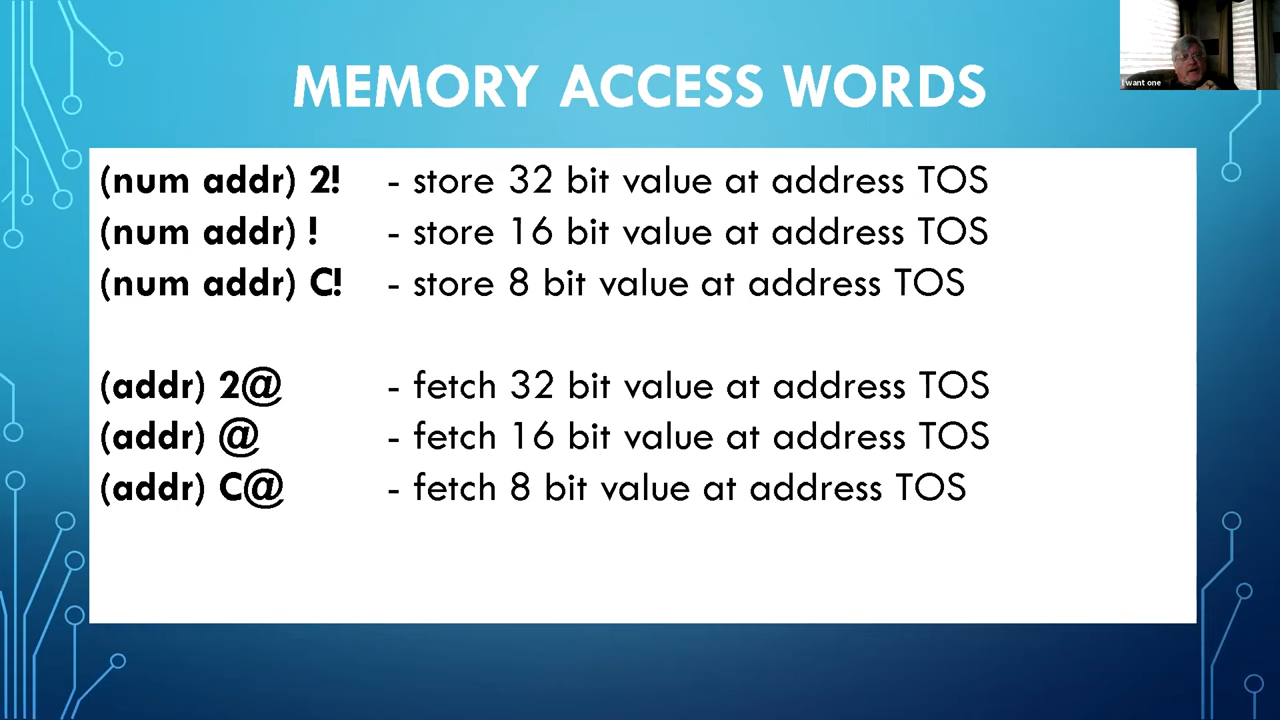 MEMORY ACCESS WORDS
I want one
(num addr) 2! - store 32 bit value at address TOS
(num addr) ! - store 16 bit value at address TOS
(num addr) C! - store 8 bit value at address TOS
(addr) 2@ - fetch 32 bit value at address TOS
(addr) @ - fetch 16 bit value at address TOS
(addr) C@ - fetch 8 bit value at address TOS